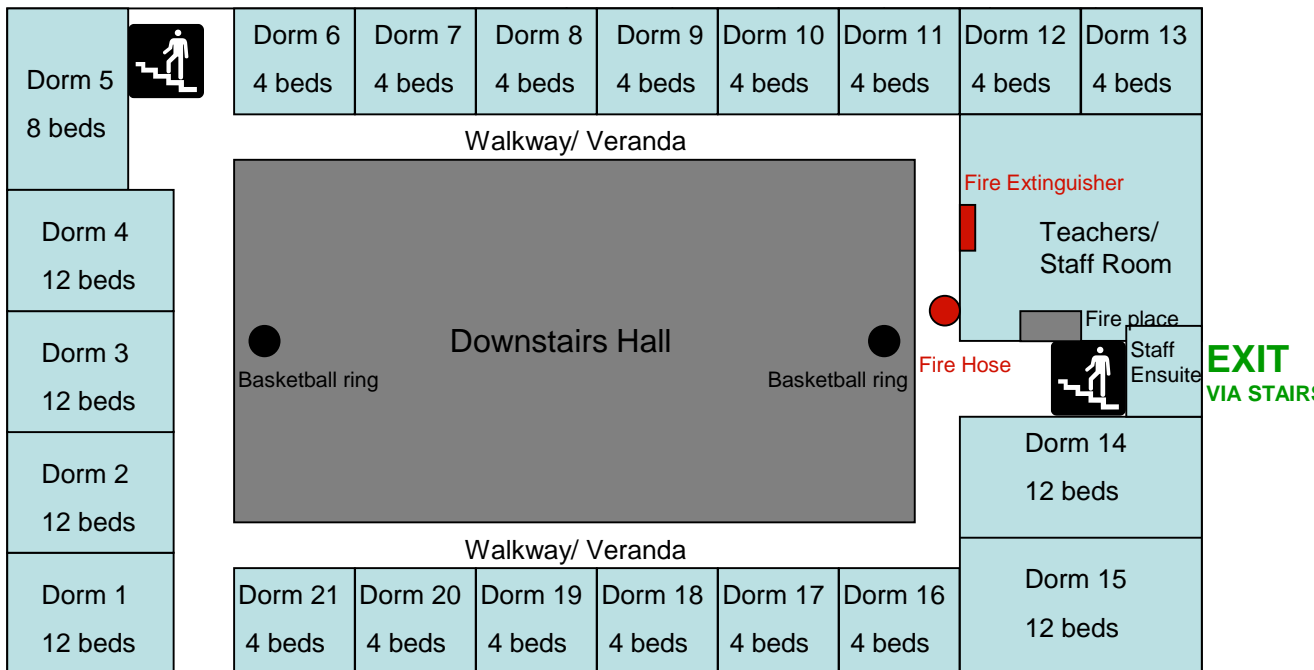 Dorm 5
8 beds
Dorm 6
4 beds
Dorm 7
4 beds
Dorm 8
4 beds
Dorm 9
4 beds
Dorm 10
4 beds
Dorm 11
4 beds
Dorm 12
4 beds
Dorm 13
4 beds
Walkway/ Veranda
Fire Extinguisher
Teachers/
Staff Room
Dorm 4
12 beds
Dorm 3
12 beds
Downstairs Hall
Basketball ring
Basketball ring
Fire place
Fire Hose
Staff
Ensuite
EXIT
VIA STAIRS
Dorm 14
12 beds
Dorm 2
12 beds
Walkway/ Veranda
Dorm 1
12 beds
Dorm 21
4 beds
Dorm 20
4 beds
Dorm 19
4 beds
Dorm 18
4 beds
Dorm 17
4 beds
Dorm 16
4 beds
Dorm 15
12 beds